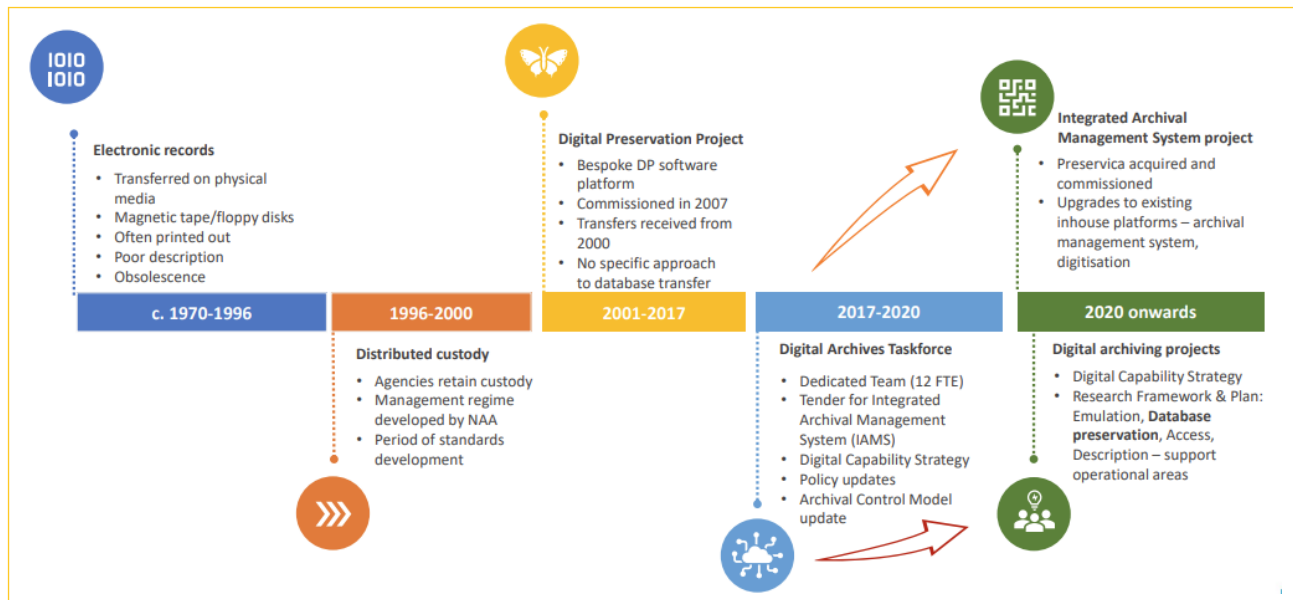 1010
1010
Electronic records
• Transferred on physical
media
• Magnetic tape/floppy disks
• Often printed out
• Poor description
• Obsolescence
Digital Preservation Project
• Bespoke DP software
platform
• Commissioned in 2007
• Transfers received from
2000
• No specific approach
to database transfer
Integrated Archival
Management System project
• Preservica acquired and
commissioned
• Upgrades to existing
inhouse platforms – archival
management system,
digitisation
c. 1970-1996
1996-2000
2001-2017
2017-2020
2020 onwards
Distributed custody
• Agencies retain custody
• Management regime
developed by NAA
• Period of standards
development
Digital Archives Taskforce
• Dedicated Team (12 FTE)
• Tender for Integrated
Archival Management
System (IAMS)
• Digital Capability Strategy
• Policy updates
• Archival Control Model
update
Digital archiving projects
• Digital Capability Strategy
• Research Framework & Plan:
Emulation, Database
preservation, Access,
Description – support
operational areas